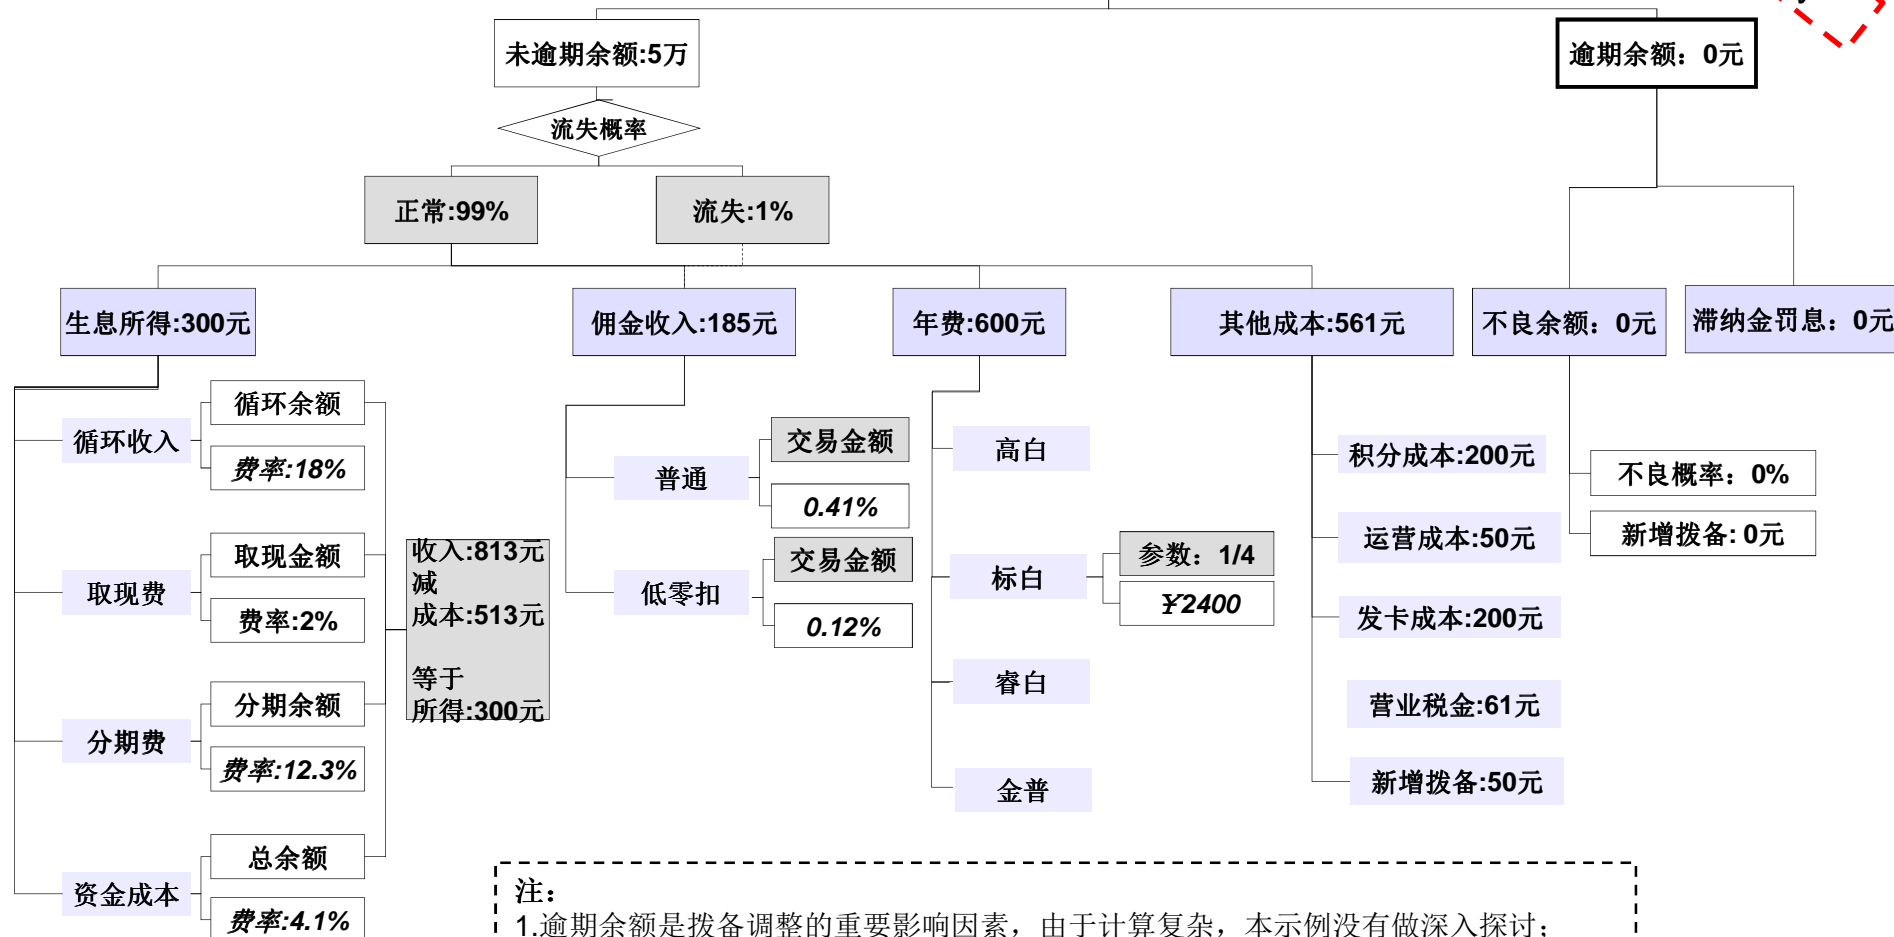 未逾期余额:5万
逾期余额：0元
流失概率
正常:99%
流失:1%
生息所得:300元
佣金收入:185元
年费:600元
其他成本:561元
不良余额：0元
滞纳金罚息：0元
循环收入
循环余额
费率:18%
取现费
取现金额
费率:2%
分期费
分期余额
费率:12.3%
资金成本
总余额
费率:4.1%
收入:813元
减
成本:513元
等于
所得:300元
普通
交易金额
0.41%
低零扣
交易金额
0.12%
高白
标白
参数：1/4
¥2400
睿白
金普
积分成本:200元
运营成本:50元
发卡成本:200元
营业税金:61元
新增拨备:50元
不良概率：0%
新增拨备: 0元
注：
1.逾期余额是拨备调整的重要影响因素，由于计算复杂，本示例没有做深入探讨；